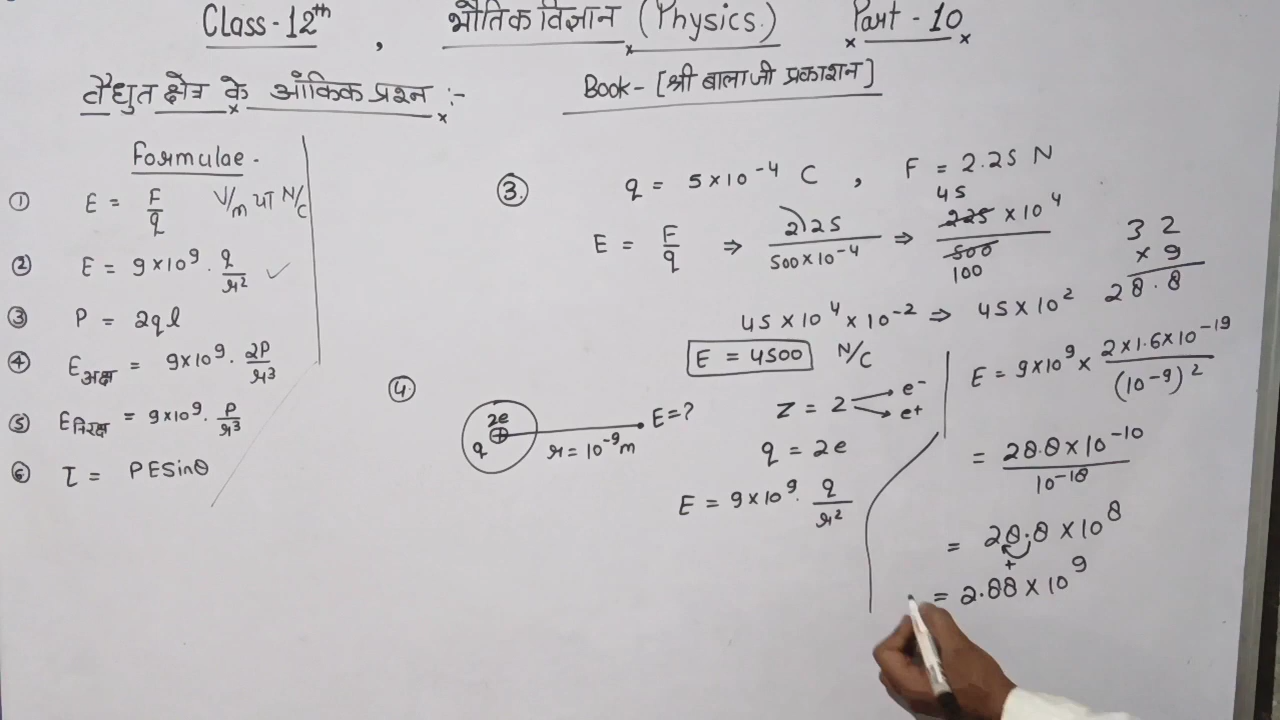 Class-12th , भौतिक विज्ञान (Physics.) Part-10
वैद्युत क्षेत्र के आंकिक प्रश्न :-
Book- [श्री बालाजी प्रकाशन]
Formulae -
① E = F/q V/m या N/C
② E = 9×10⁹ · q/r² ✓
③ P = 2ql
④ E अक्ष = 9×10⁹ · 2P/r³
⑤ E निरक्ष = 9×10⁹ · P/r³
⑥ τ = PESinθ
③. q = 5×10⁻⁴ C , F = 2.25 N
E = F/q ⇒ 225/500×10⁻⁴ ⇒ 225×10⁴/500
45
100
45×10⁴×10⁻² ⇒ 45×10²
E = 4500 N/C
32
×9
28.8
④. 2e
q
r = 10⁻⁹m
E=?
Z = 2 e⁻ e⁺
q = 2e
E = 9×10⁹ · q/r²
E = 9×10⁹ × 2×1.6×10⁻¹⁹/(10⁻⁹)²
= 28.8×10⁻¹⁰/10⁻¹⁸
= 28.8×10⁸
+
= 2.88×10⁹